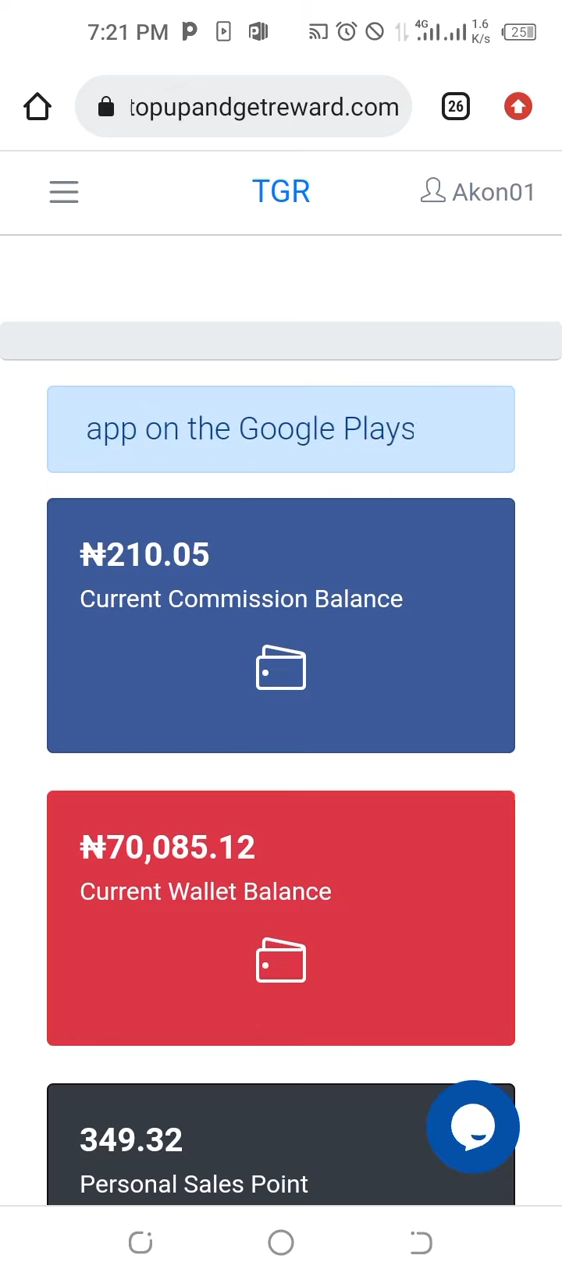 7:21 PM
4G
1.6
K/s
25
topupandgetreward.com
26
TGR
Akon01
app on the Google Plays
₦210.05
Current Commission Balance
₦70,085.12
Current Wallet Balance
349.32
Personal Sales Point